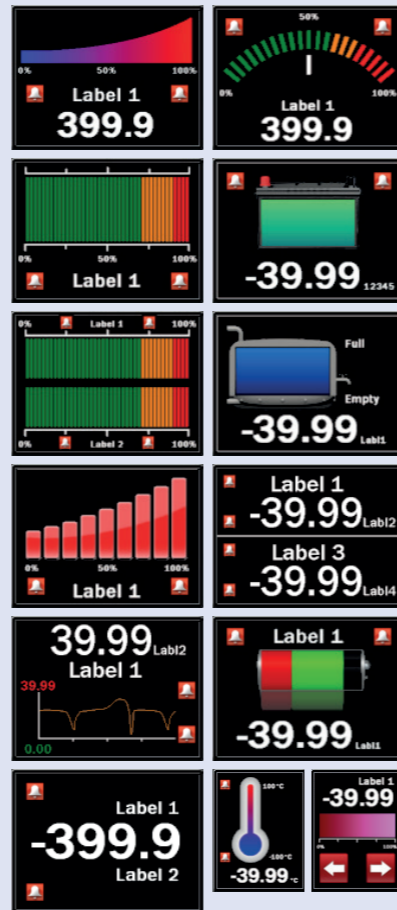 0% 50% 100%
Label 1
399.9
50%
0% 100%
Label 1
399.9
0% 50% 100%
Label 1
-39.99 12345
0% Label 1 100%
0% Label 2 100%
Full
Empty
-39.99 Labl1
0% 50% 100%
Label 1
Label 1
-39.99 Labl2
Label 3
-39.99 Labl4
39.99 Labl2
Label 1
39.99
0.00
Label 1
-39.99 Labl1
Label 1
-399.9
Label 2
100°C
-100°C
-39.99 °C
Label 1
-39.99
0% 100%